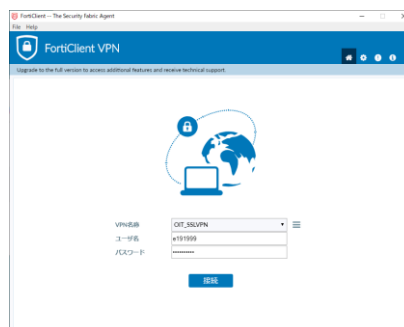 FortiClient -- The Security Fabric Agent
File Help
FortiClient VPN
Upgrade to the full version to access additional features and receive technical support.
VPN名称 OIT_SSLVPN
ユーザ名 e191999
パスワード ••••••••••
接続